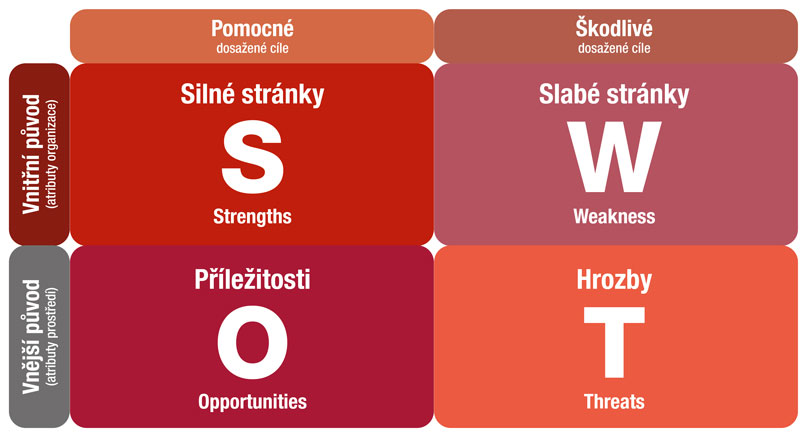 Pomocné
dosažené cíle
Škodlivé
dosažené cíle
Vnitřní původ
(atributy organizace)
Silné stránky
S
Strengths
Slabé stránky
W
Weakness
Vnější původ
(atributy prostředí)
Příležitosti
O
Opportunities
Hrozby
T
Threats